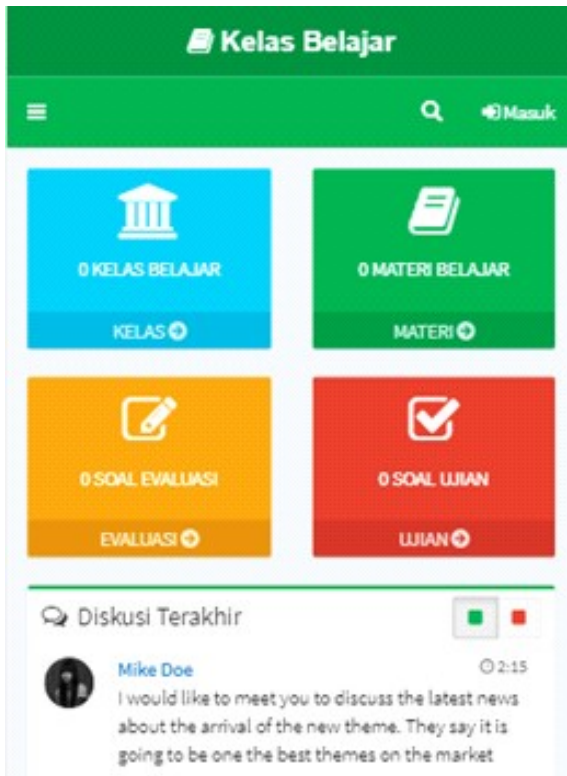 Kelas Belajar
Masuk
0 KELAS BELAJAR
KELAS
0 MATERI BELAJAR
MATERI
0 SOAL EVALUASI
EVALUASI
0 SOAL UJIAN
UJIAN
Diskusi Terakhir
Mike Doe 2:15
I would like to meet you to discuss the latest news
about the arrival of the new theme. They say it is
going to be one the best themes on the market